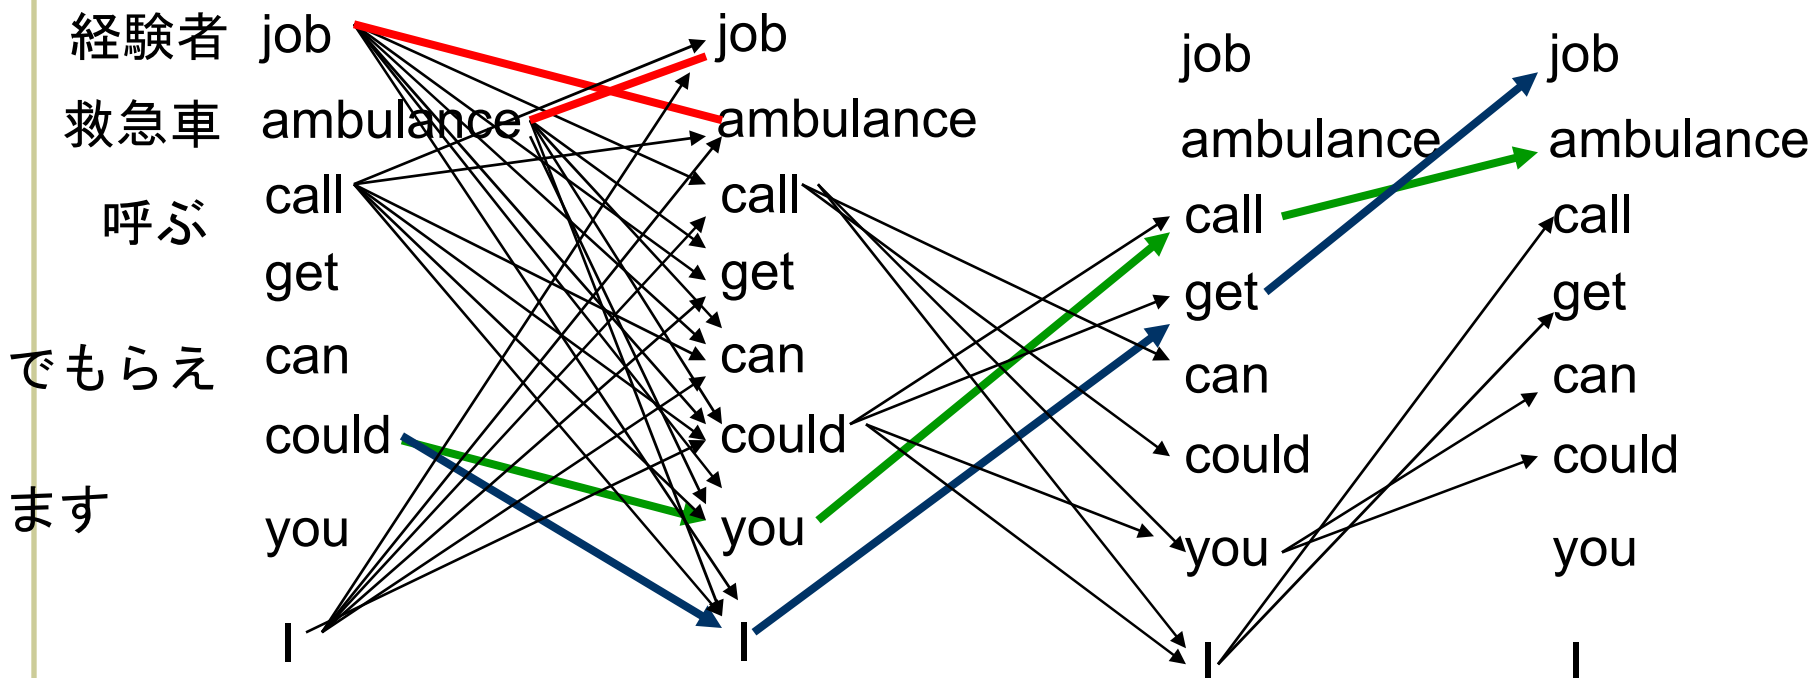 経験者 job job job job
救急車 ambulance ambulance ambulance ambulance
呼ぶ call call call call
get get get get
でもらえ can can can can
could could could could
ます you you you you
I I I I